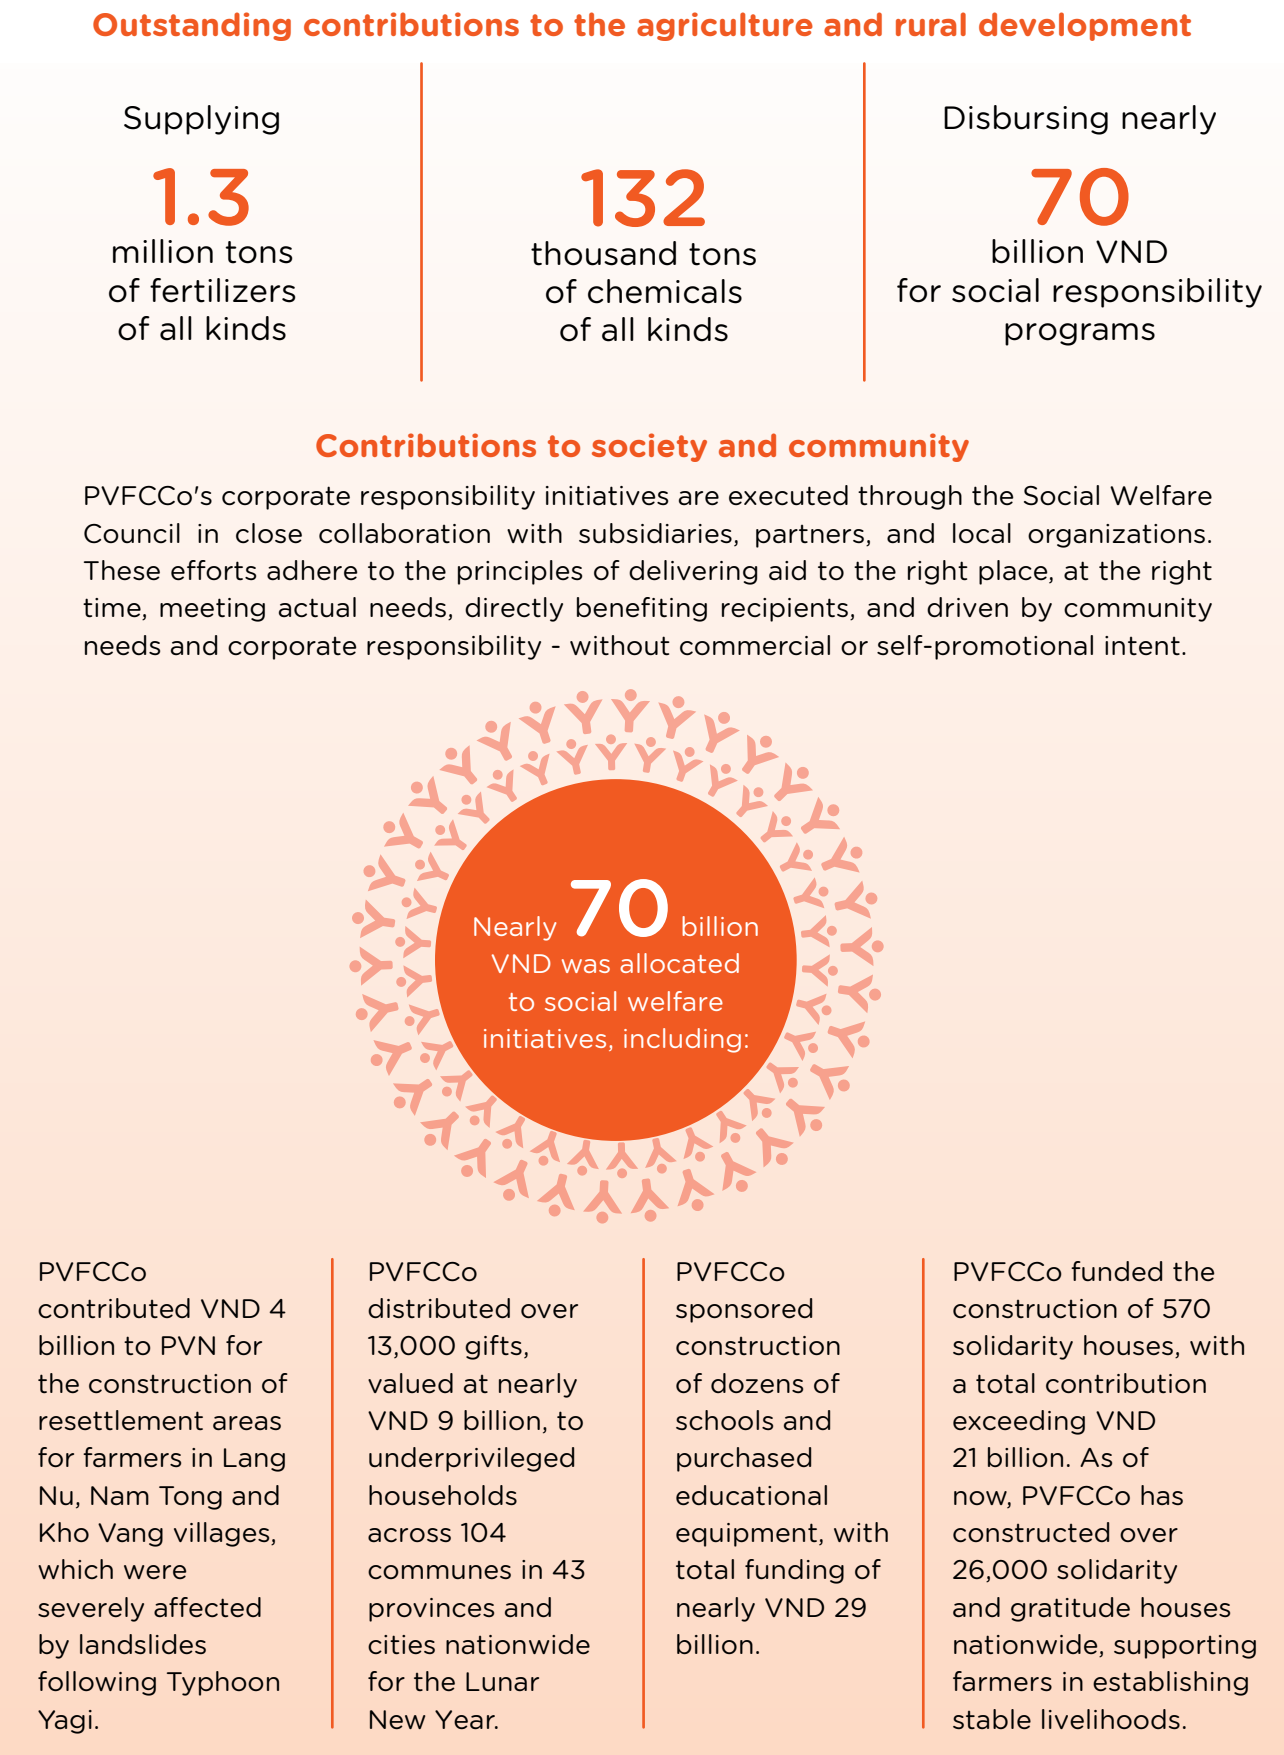 Outstanding contributions to the agriculture and rural development
Supplying
1.3
million tons
of fertilizers
of all kinds
132
thousand tons
of chemicals
of all kinds
Disbursing nearly
70
billion VND
for social responsibility
programs
Contributions to society and community
PVFCCo's corporate responsibility initiatives are executed through the Social Welfare
Council in close collaboration with subsidiaries, partners, and local organizations.
These efforts adhere to the principles of delivering aid to the right place, at the right
time, meeting actual needs, directly benefiting recipients, and driven by community
needs and corporate responsibility - without commercial or self-promotional intent.
Nearly 70 billion
VND was allocated
to social welfare
initiatives, including:
PVFCCo
contributed VND 4
billion to PVN for
the construction of
resettlement areas
for farmers in Lang
Nu, Nam Tong and
Kho Vang villages,
which were
severely affected
by landslides
following Typhoon
Yagi.
PVFCCo
distributed over
13,000 gifts,
valued at nearly
VND 9 billion, to
underprivileged
households
across 104
communes in 43
provinces and
cities nationwide
for the Lunar
New Year.
PVFCCo
sponsored
construction
of dozens of
schools and
purchased
educational
equipment, with
total funding of
nearly VND 29
billion.
PVFCCo funded the
construction of 570
solidarity houses, with
a total contribution
exceeding VND
21 billion. As of
now, PVFCCo has
constructed over
26,000 solidarity
and gratitude houses
nationwide, supporting
farmers in establishing
stable livelihoods.